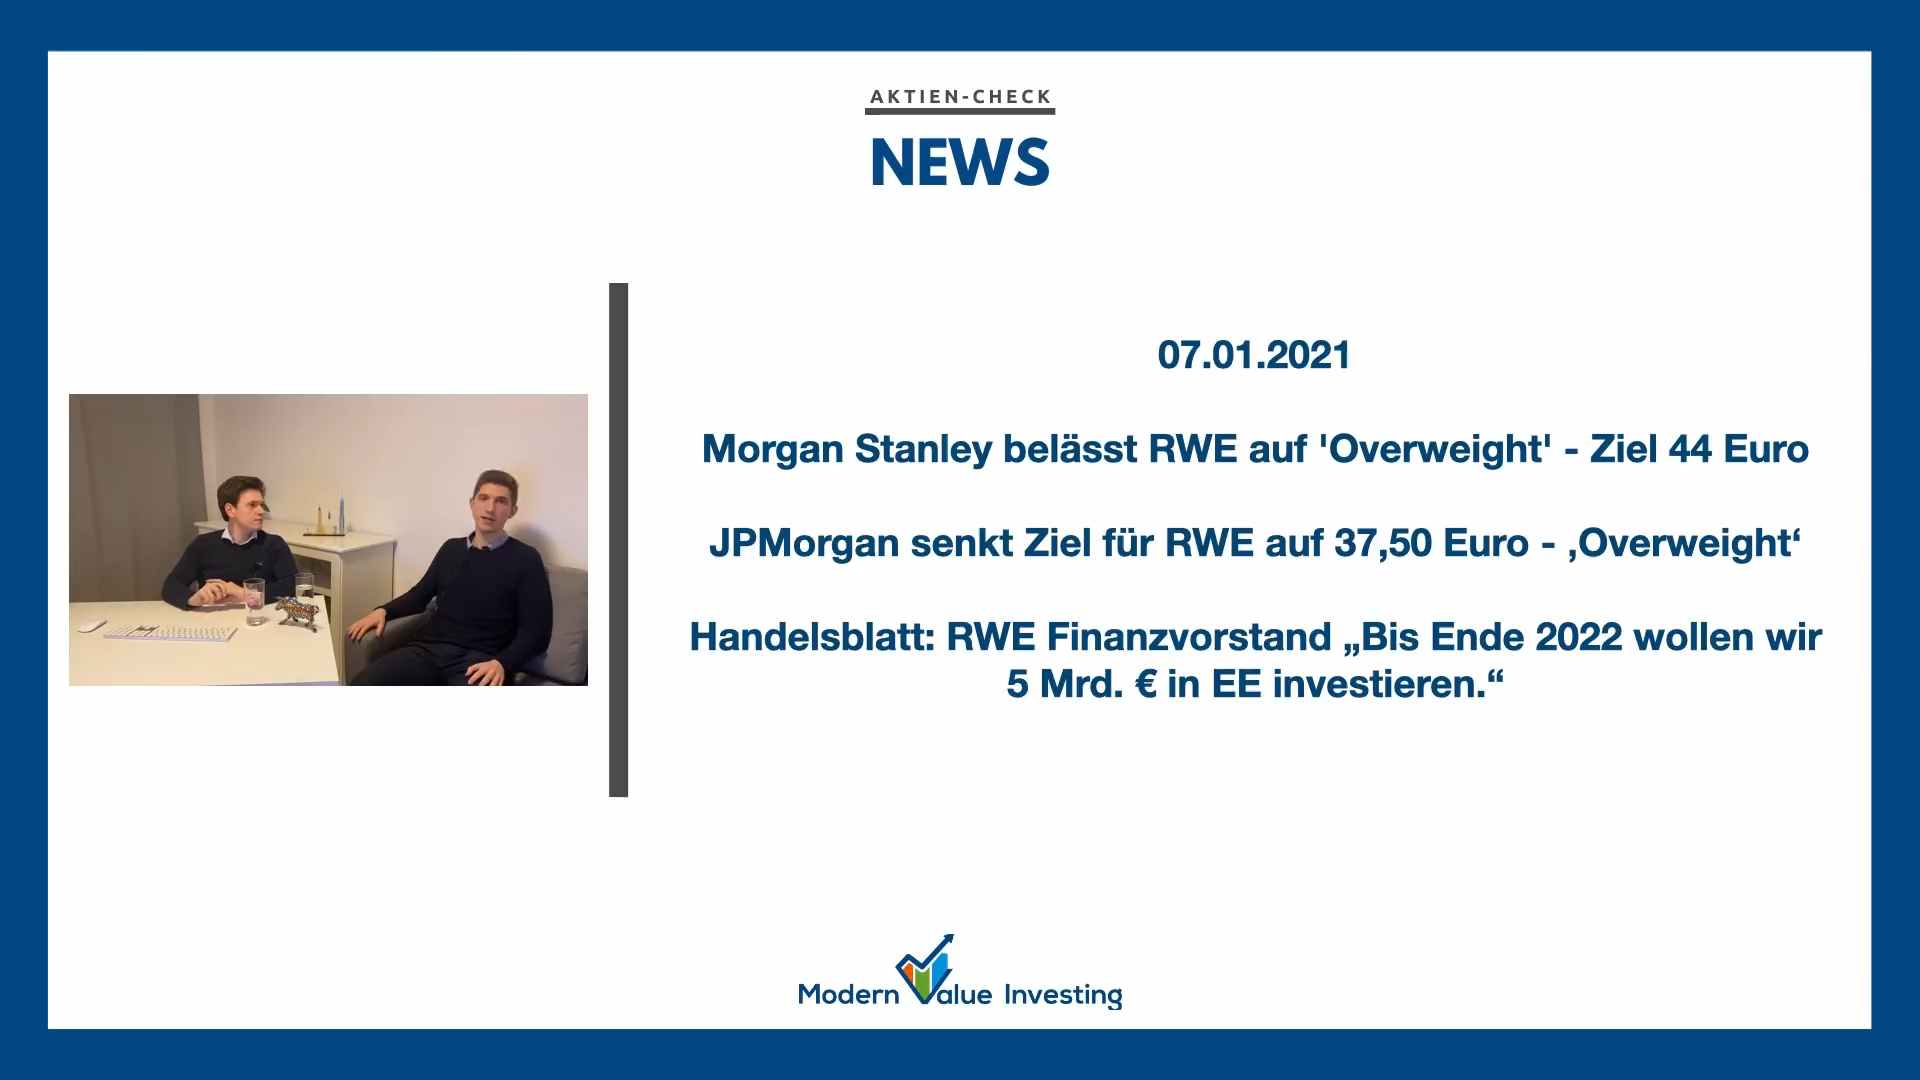 AKTIEN-CHECK
NEWS
07.01.2021
Morgan Stanley belässt RWE auf 'Overweight' - Ziel 44 Euro
JPMorgan senkt Ziel für RWE auf 37,50 Euro - ‚Overweight‘
Handelsblatt: RWE Finanzvorstand „Bis Ende 2022 wollen wir
5 Mrd. € in EE investieren.“
Modern Value Investing